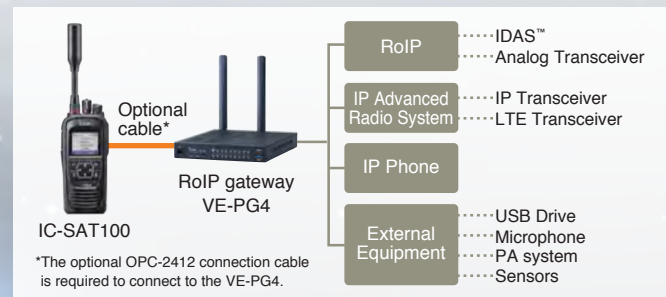 Optional
cable*
IC-SAT100
RoIP gateway
VE-PG4
*The optional OPC-2412 connection cable
is required to connect to the VE-PG4.
RoIP
IDAS™
Analog Transceiver
IP Advanced
Radio System
IP Transceiver
LTE Transceiver
IP Phone
External
Equipment
USB Drive
Microphone
PA system
Sensors